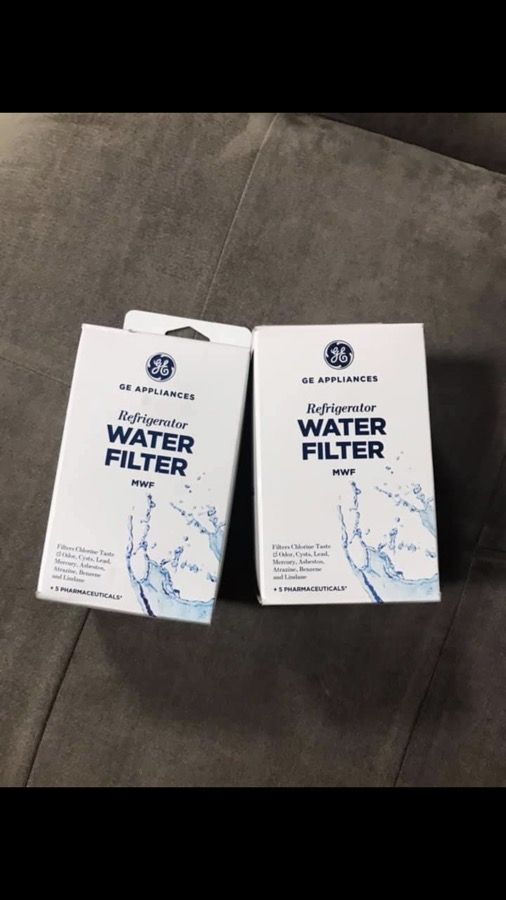 GE
GE APPLIANCES
Refrigerator
WATER
FILTER
MWF
Filters Chlorine Taste
& Odor, Cysts, Lead,
Mercury, Asbestos,
Atrazine, Benzene
and Lindane
+ 5 PHARMACEUTICALS*
GE
GE APPLIANCES
Refrigerator
WATER
FILTER
MWF
Filters Chlorine Taste
& Odor, Cysts, Lead,
Mercury, Asbestos,
Atrazine, Benzene
and Lindane
+ 5 PHARMACEUTICALS*